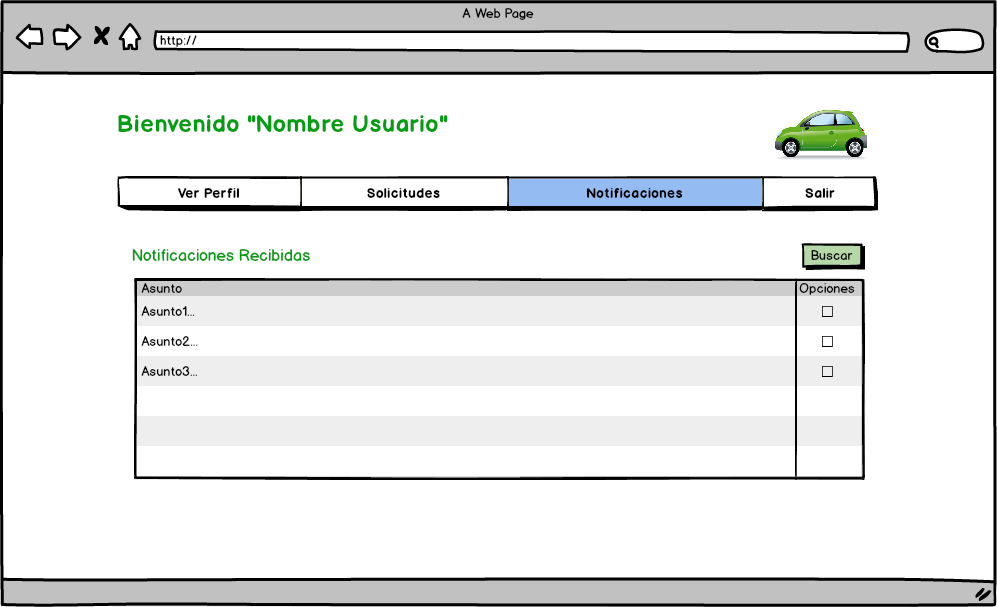 A Web Page
http://
Bienvenido "Nombre Usuario"
Ver Perfil Solicitudes Notificaciones Salir
Notificaciones Recibidas Buscar
Asunto Opciones
Asunto1...
Asunto2...
Asunto3...